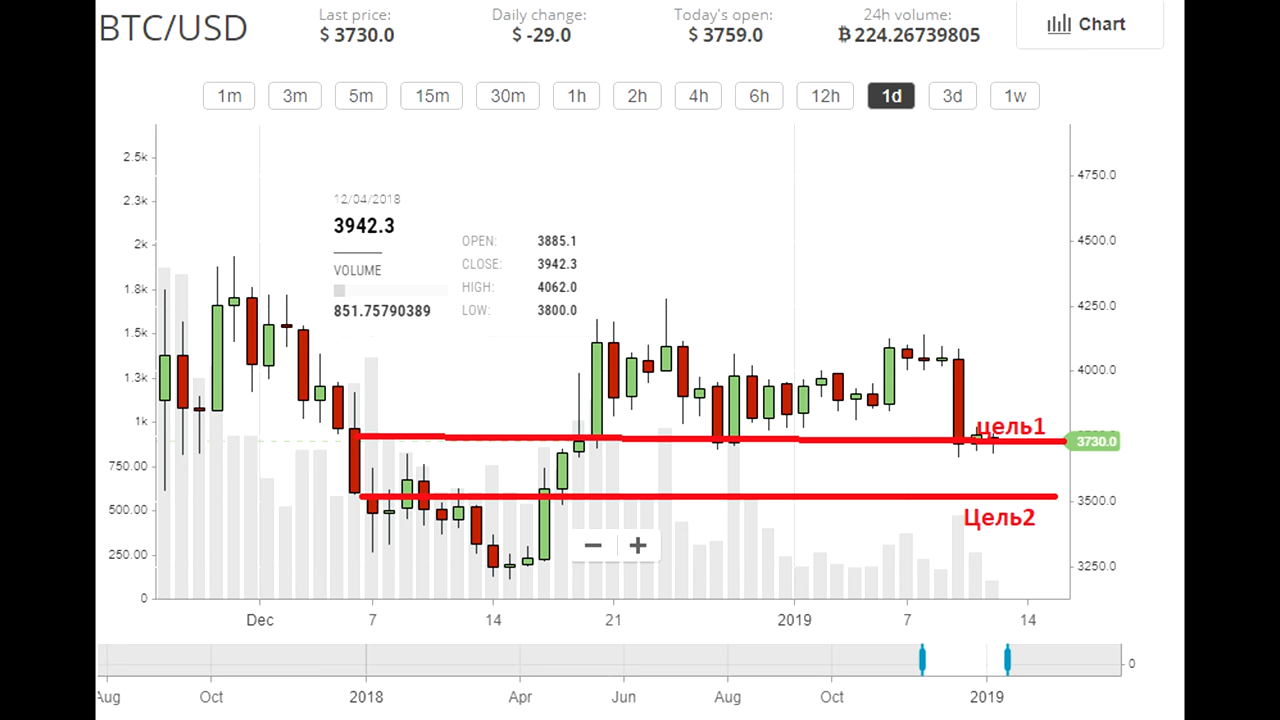 BTC/USD
Last price:
$ 3730.0
Daily change:
$ -29.0
Today's open:
$ 3759.0
24h volume:
฿ 224.26739805
Chart
1m 3m 5m 15m 30m 1h 2h 4h 6h 12h 1d 3d 1w
2.5k
2.3k
2k
1.8k
1.5k
1.3k
1k
750.00
500.00
250.00
0
12/04/2018
3942.3
VOLUME
851.75790389
OPEN: 3885.1
CLOSE: 3942.3
HIGH: 4062.0
LOW: 3800.0
4750.0
4500.0
4250.0
4000.0
цель1
3730.0
3500.0
Цель2
3250.0
− +
Dec 7 14 21 2019 7 14
0
Aug Oct 2018 Apr Jun Aug Oct 2019